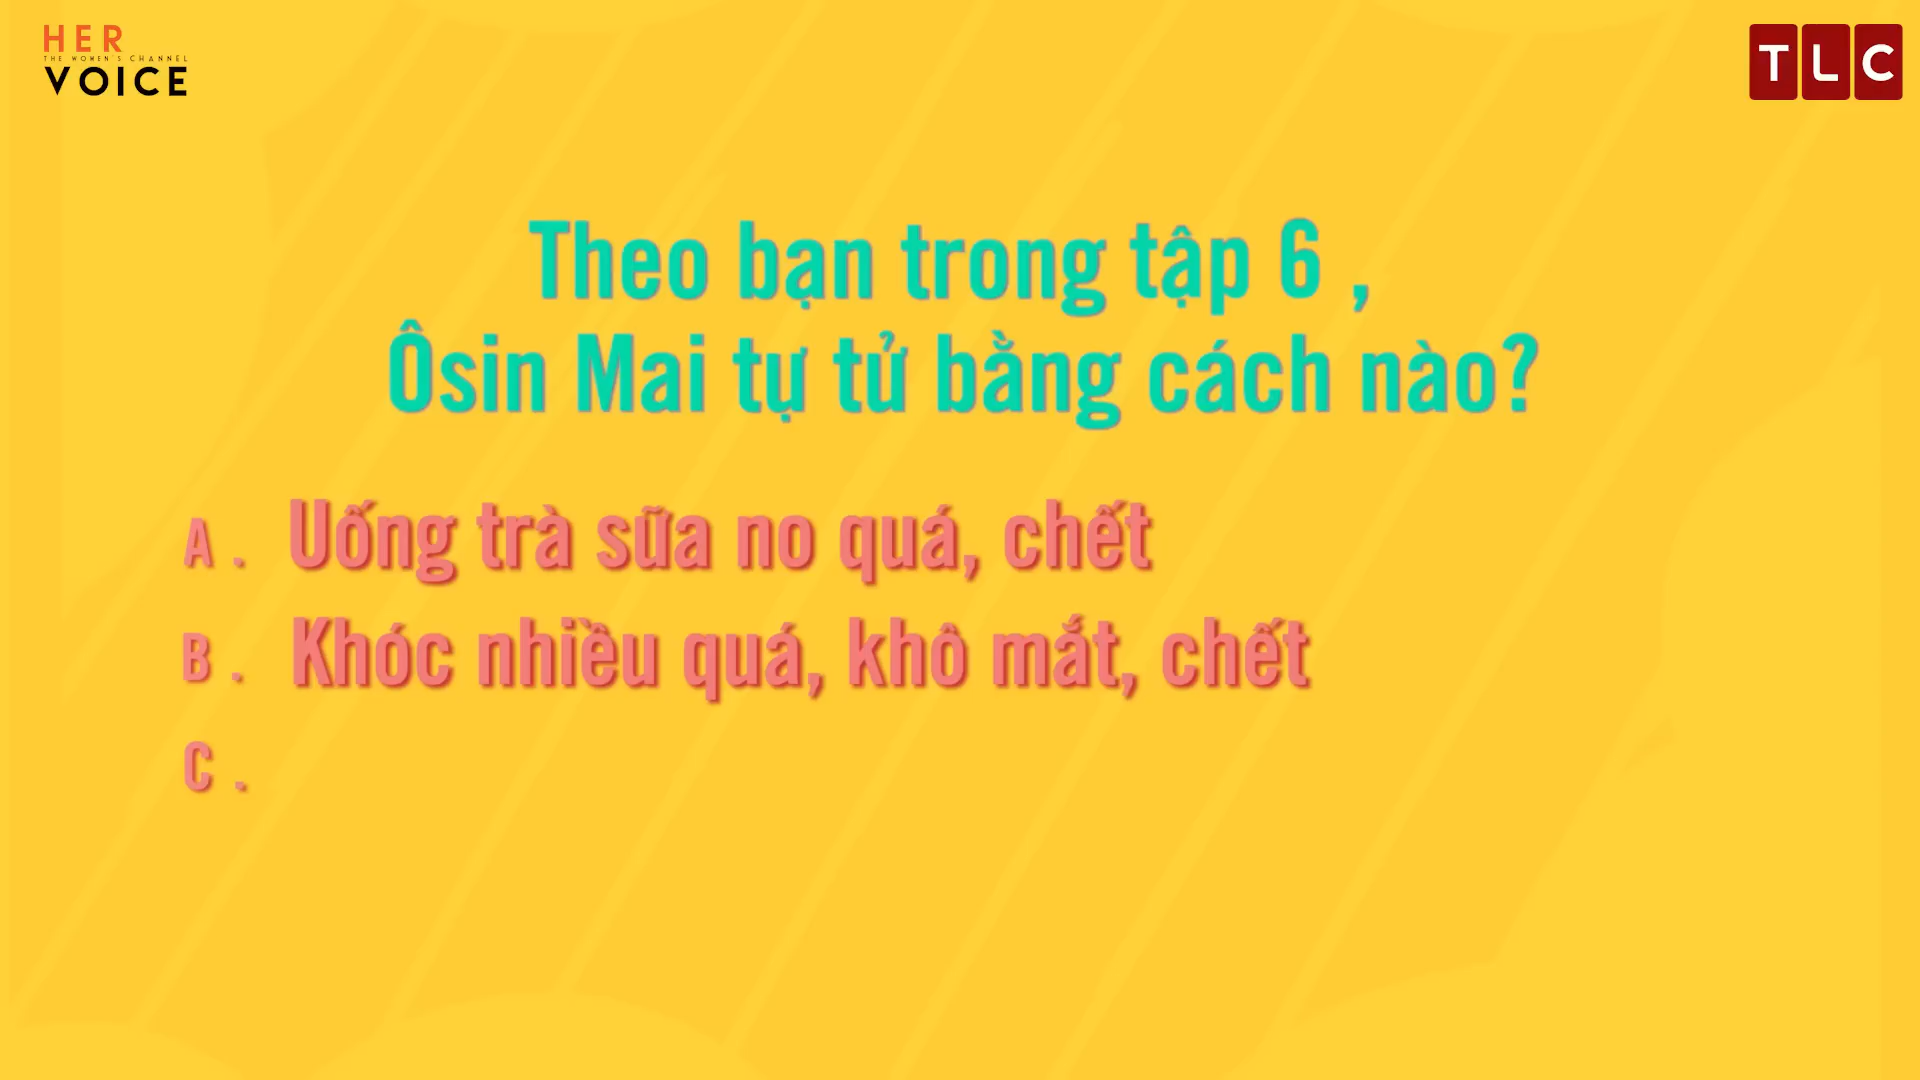 HER
THE WOMEN'S CHANNEL
VOICE
TLC
Theo bạn trong tập 6 ,
Ôsin Mai tự tử bằng cách nào?
A . Uống trà sữa no quá, chết
B . Khóc nhiều quá, khô mắt, chết
C .